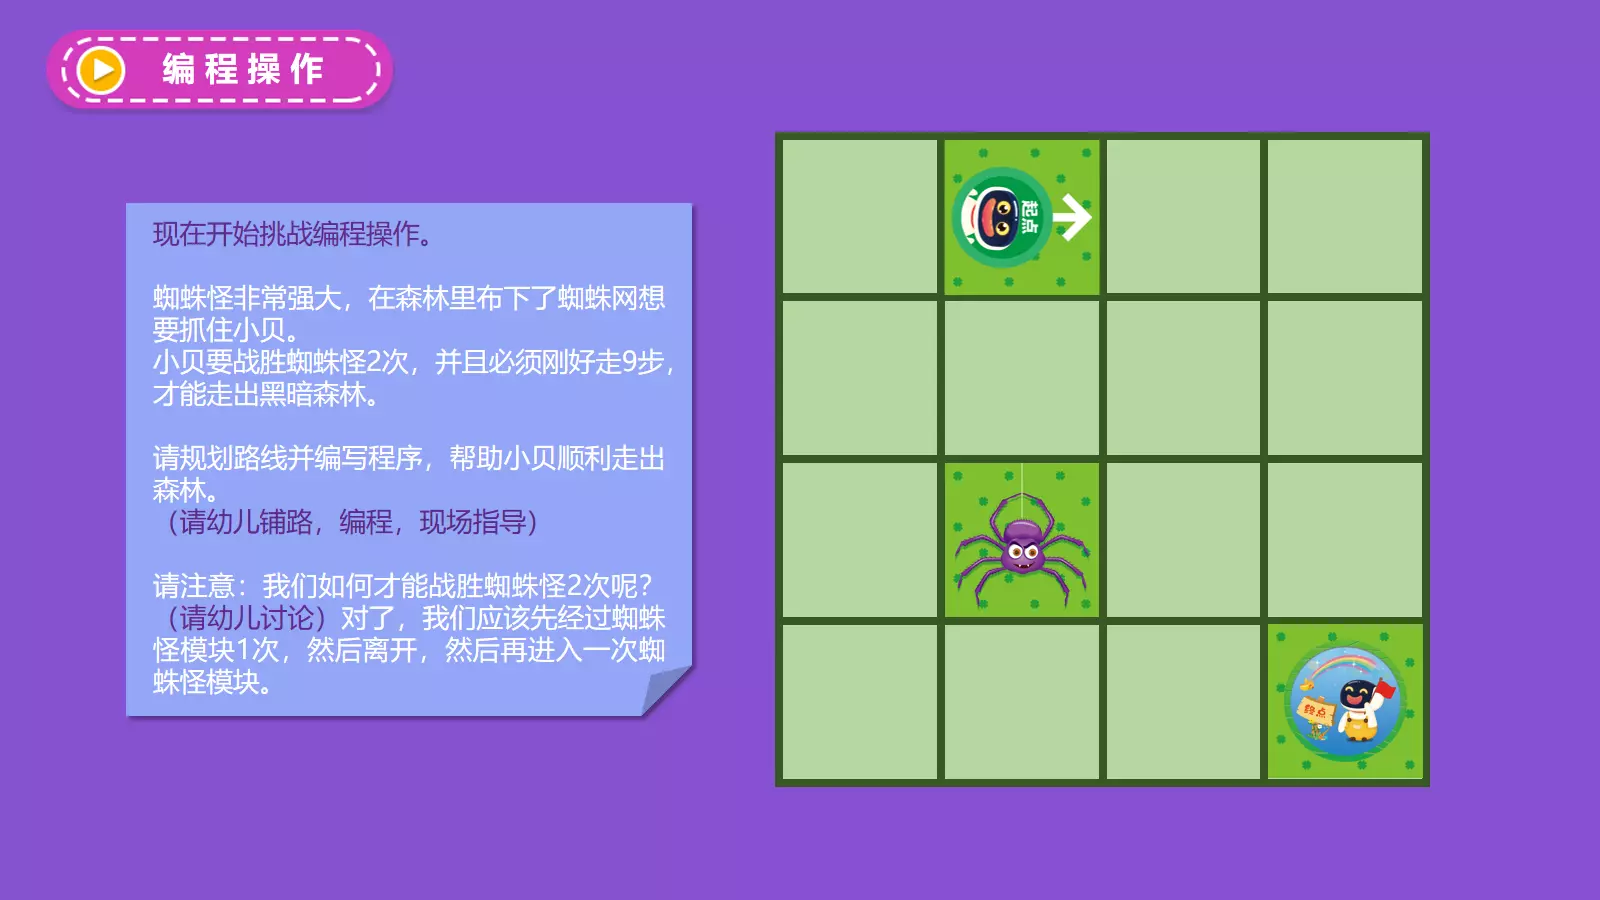 编程操作
现在开始挑战编程操作。
蜘蛛怪非常强大，在森林里布下了蜘蛛网想
要抓住小贝。
小贝要战胜蜘蛛怪2次，并且必须刚好走9步，
才能走出黑暗森林。
请规划路线并编写程序，帮助小贝顺利走出
森林。
（请幼儿铺路，编程，现场指导）
请注意：我们如何才能战胜蜘蛛怪2次呢？
（请幼儿讨论）对了，我们应该先经过蜘蛛
怪模块1次，然后离开，然后再进入一次蜘
蛛怪模块。
起点
终点